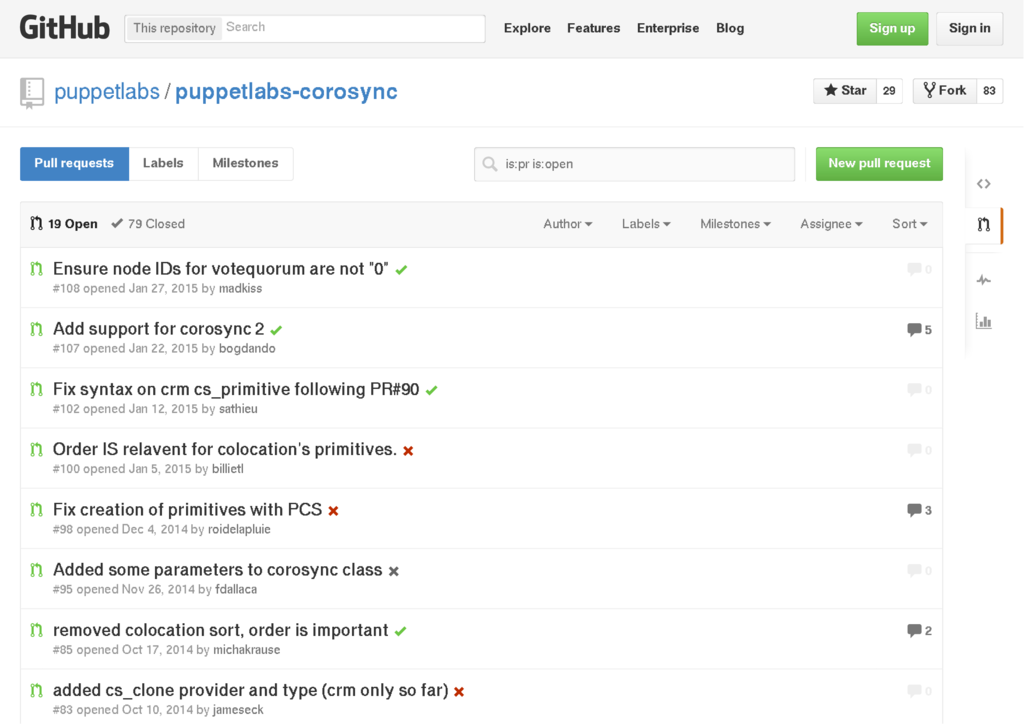 GitHub This repository Search Explore Features Enterprise Blog Sign up Sign in
puppetlabs / puppetlabs-corosync Star 29 Fork 83
Pull requests Labels Milestones is:pr is:open New pull request
19 Open 79 Closed Author Labels Milestones Assignee Sort
Ensure node IDs for votequorum are not "0" 0
#108 opened Jan 27, 2015 by madkiss
Add support for corosync 2 5
#107 opened Jan 22, 2015 by bogdando
Fix syntax on crm cs_primitive following PR#90 0
#102 opened Jan 12, 2015 by sathieu
Order IS relavent for colocation's primitives. 0
#100 opened Jan 5, 2015 by billietl
Fix creation of primitives with PCS 3
#98 opened Dec 4, 2014 by roidelapluie
Added some parameters to corosync class 0
#95 opened Nov 26, 2014 by fdallaca
removed colocation sort, order is important 2
#85 opened Oct 17, 2014 by michakrause
added cs_clone provider and type (crm only so far) 0
#83 opened Oct 10, 2014 by jameseck